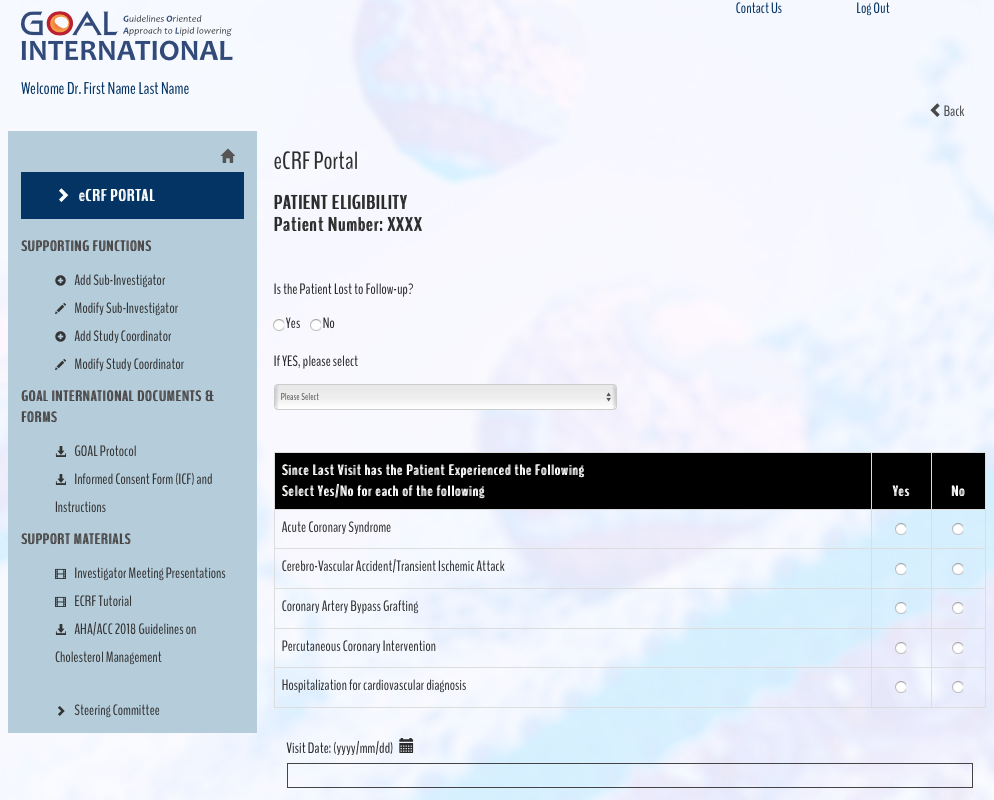 Contact Us
Log Out
GOAL Guidelines Oriented
Approach to Lipid lowering
INTERNATIONAL
Welcome Dr. First Name Last Name
Back
eCRF PORTAL
SUPPORTING FUNCTIONS
Add Sub-Investigator
Modify Sub-Investigator
Add Study Coordinator
Modify Study Coordinator
GOAL INTERNATIONAL DOCUMENTS &
FORMS
GOAL Protocol
Informed Consent Form (ICF) and
Instructions
SUPPORT MATERIALS
Investigator Meeting Presentations
ECRF Tutorial
AHA/ACC 2018 Guidelines on
Cholesterol Management
Steering Committee
eCRF Portal
PATIENT ELIGIBILITY
Patient Number: XXXX
Is the Patient Lost to Follow-up?
Yes No
If YES, please select
Please Select
Since Last Visit has the Patient Experienced the Following
Select Yes/No for each of the following Yes No
Acute Coronary Syndrome
Cerebro-Vascular Accident/Transient Ischemic Attack
Coronary Artery Bypass Grafting
Percutaneous Coronary Intervention
Hospitalization for cardiovascular diagnosis
Visit Date: (yyyy/mm/dd)